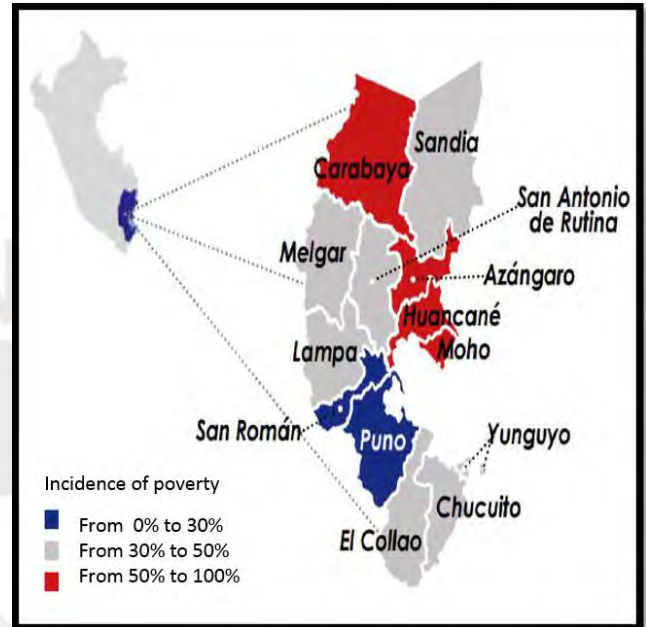 Sandia
Carabaya
San Antonio
de Rutina
Melgar
Azángaro
Huancané
Lampa
Moho
San Román
Puno
Yunguyo
Incidence of poverty
From 0% to 30%
Chucuito
From 30% to 50%
El Collao
From 50% to 100%